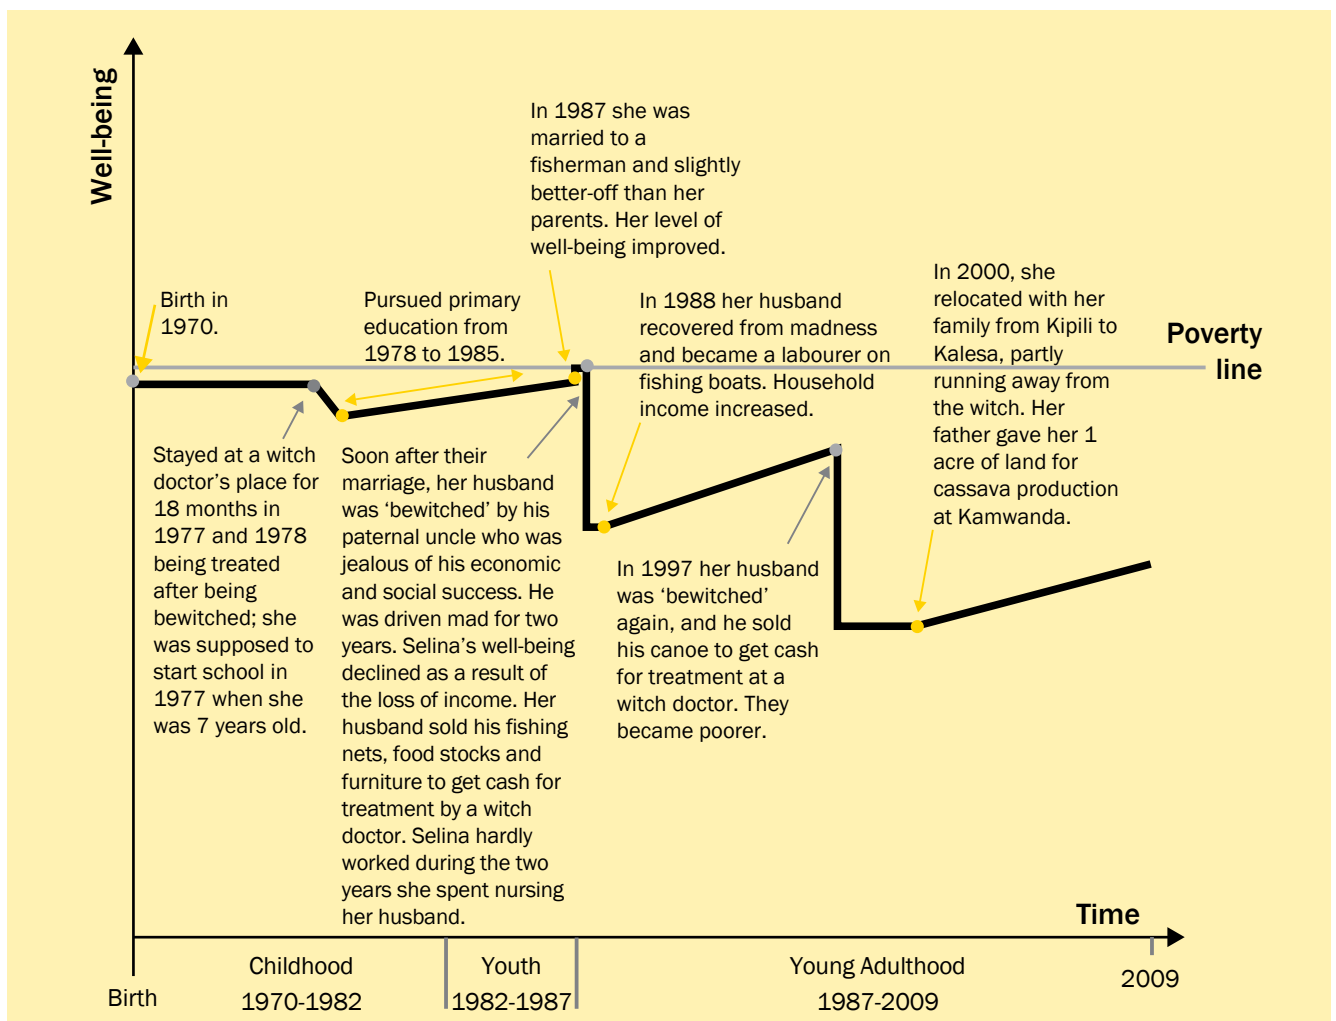 Well-being
In 1987 she was
married to a
fisherman and slightly
better-off than her
parents. Her level of
well-being improved.
Birth in
1970.
Pursued primary
education from
1978 to 1985.
In 1988 her husband
recovered from madness
and became a labourer on
fishing boats. Household
income increased.
In 2000, she
relocated with her
family from Kipili to
Kalesa, partly
running away from
the witch. Her
father gave her 1
acre of land for
cassava production
at Kamwanda.
Poverty
line
Stayed at a witch
doctor’s place for
18 months in
1977 and 1978
being treated
after being
bewitched; she
was supposed to
start school in
1977 when she
was 7 years old.
Soon after their
marriage, her husband
was ‘bewitched’ by his
paternal uncle who was
jealous of his economic
and social success. He
was driven mad for two
years. Selina’s well-being
declined as a result of
the loss of income. Her
husband sold his fishing
nets, food stocks and
furniture to get cash for
treatment by a witch
doctor. Selina hardly
worked during the two
years she spent nursing
her husband.
In 1997 her husband
was ‘bewitched’
again, and he sold
his canoe to get cash
for treatment at a
witch doctor. They
became poorer.
Time
Birth
Childhood
1970-1982
Youth
1982-1987
Young Adulthood
1987-2009
2009